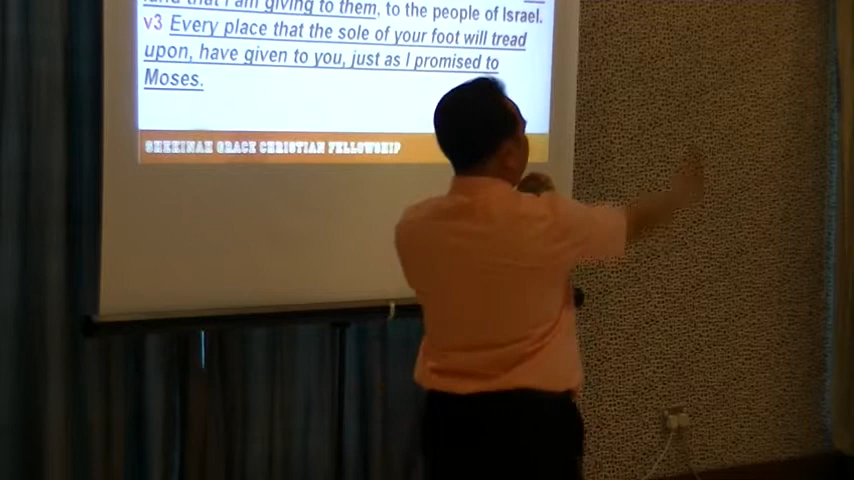 land that I am giving to them, to the people of Israel.
v3 Every place that the sole of your foot will tread
upon, have given to you, just as I promised to
Moses.
SHEKINAH GRACE CHRISTIAN FELLOWSHIP